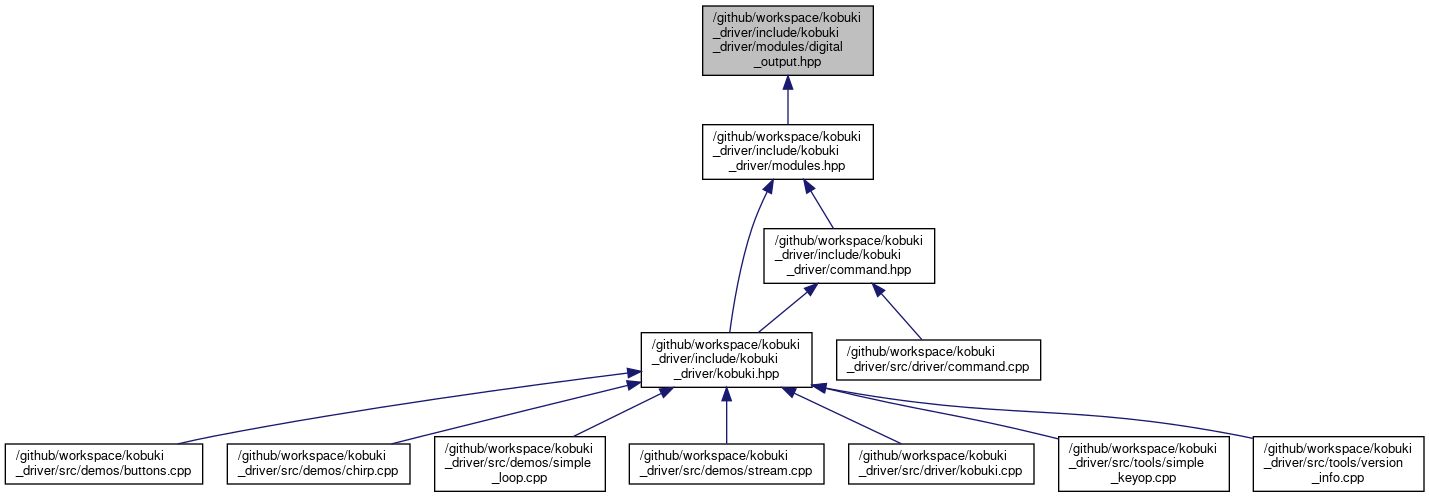 /github/workspace/kobuki
_driver/include/kobuki
_driver/modules/digital
_output.hpp
/github/workspace/kobuki
_driver/include/kobuki
_driver/modules.hpp
/github/workspace/kobuki
_driver/include/kobuki
_driver/command.hpp
/github/workspace/kobuki
_driver/include/kobuki
_driver/kobuki.hpp
/github/workspace/kobuki
_driver/src/driver/command.cpp
/github/workspace/kobuki
_driver/src/demos/buttons.cpp
/github/workspace/kobuki
_driver/src/demos/chirp.cpp
/github/workspace/kobuki
_driver/src/demos/simple
_loop.cpp
/github/workspace/kobuki
_driver/src/demos/stream.cpp
/github/workspace/kobuki
_driver/src/driver/kobuki.cpp
/github/workspace/kobuki
_driver/src/tools/simple
_keyop.cpp
/github/workspace/kobuki
_driver/src/tools/version
_info.cpp